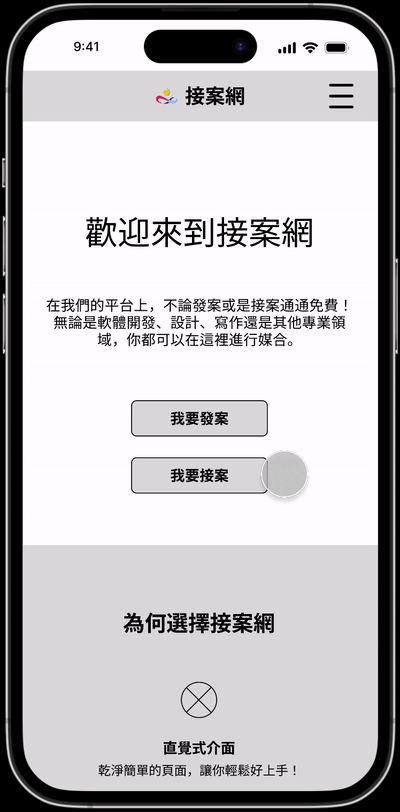 9:41
接案網
歡迎來到接案網
在我們的平台上，不論發案或是接案通通免費！
無論是軟體開發、設計、寫作還是其他專業領
域，你都可以在這裡進行媒合。
我要發案
我要接案
為何選擇接案網
直覺式介面
乾淨簡單的頁面，讓你輕鬆好上手！